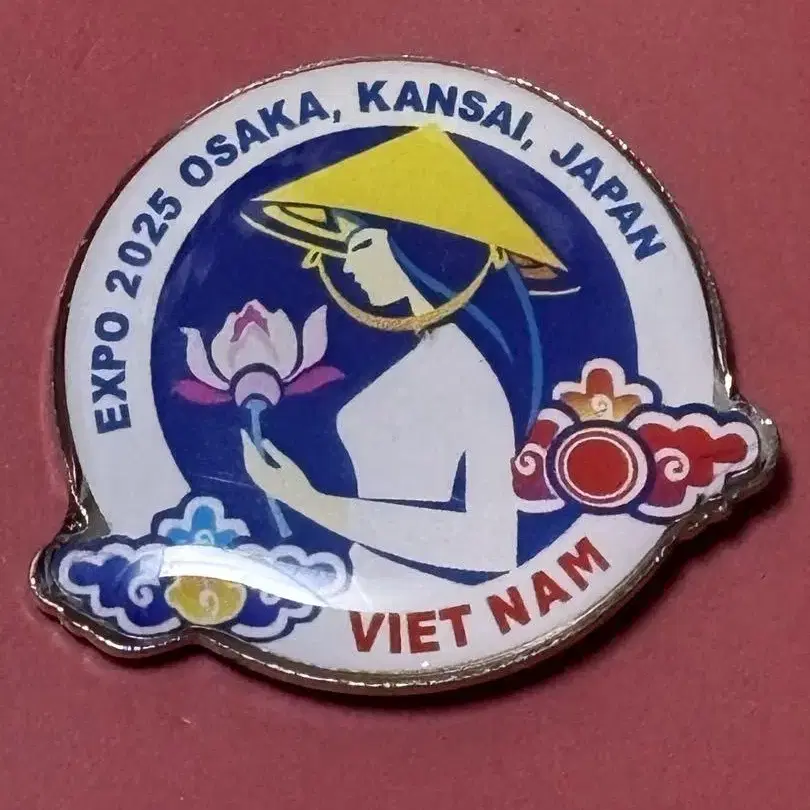 EXPO 2025 OSAKA, KANSAI, JAPAN
VIET NAM